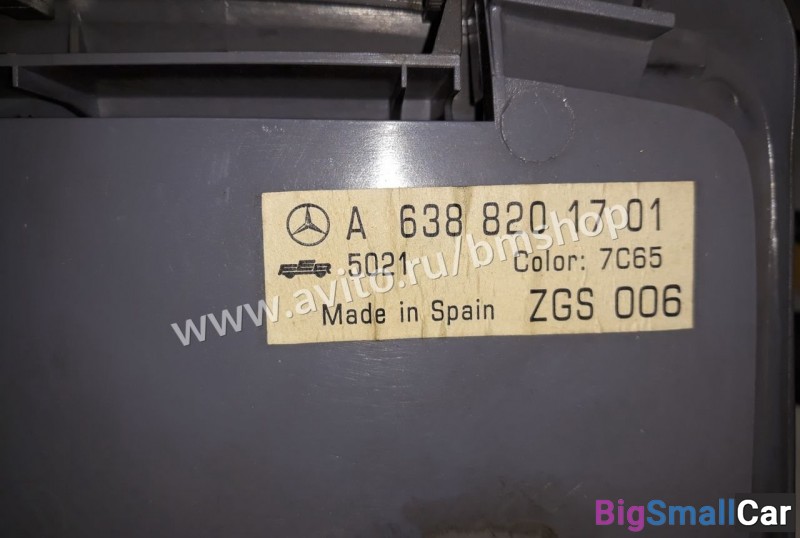 A 638 820 17 01
5021 Color: 7C65
Made in Spain ZGS 006
www.avito.ru/bmshop
BigSmallCar